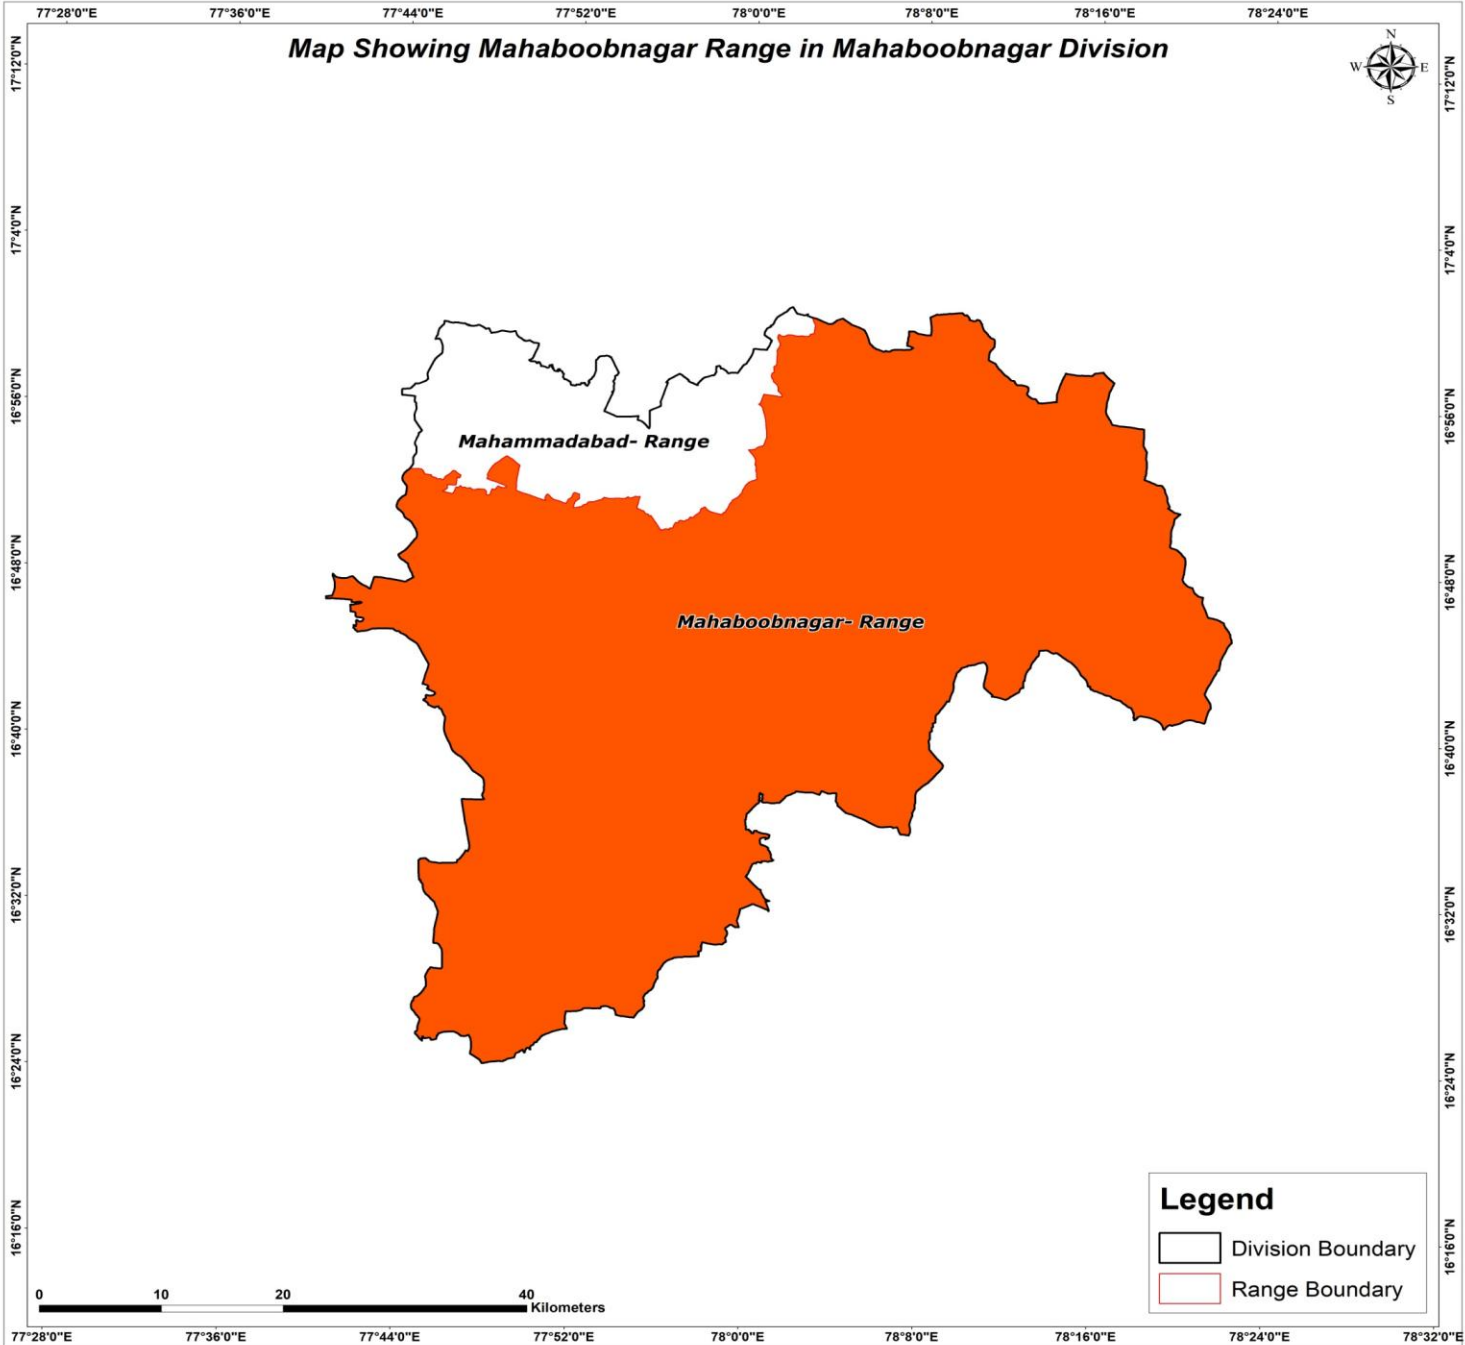 77°28'0"E 77°36'0"E 77°44'0"E 77°52'0"E 78°0'0"E 78°8'0"E 78°16'0"E 78°24'0"E
Map Showing Mahaboobnagar Range in Mahaboobnagar Division
N
W E
S
17°12'0"N 17°12'0"N
17°4'0"N 17°4'0"N
16°56'0"N 16°56'0"N
Mahammadabad- Range
16°48'0"N 16°48'0"N
Mahaboobnagar- Range
16°40'0"N 16°40'0"N
16°32'0"N 16°32'0"N
16°24'0"N 16°24'0"N
16°16'0"N 16°16'0"N
Legend
Division Boundary
Range Boundary
0 10 20 40
Kilometers
77°28'0"E 77°36'0"E 77°44'0"E 77°52'0"E 78°0'0"E 78°8'0"E 78°16'0"E 78°24'0"E 78°32'0"E